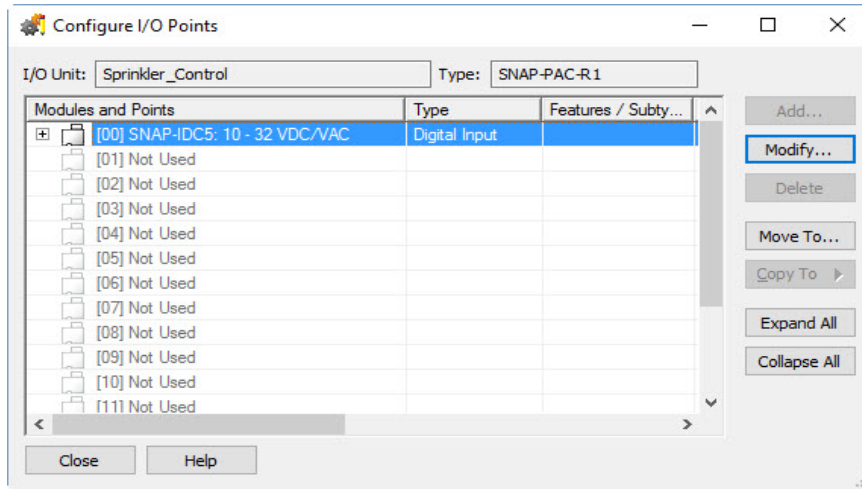 Configure I/O Points
I/O Unit: Sprinkler_Control Type: SNAP-PAC-R1
Modules and Points Type Features / Subty...
[00] SNAP-IDC5: 10 - 32 VDC/VAC Digital Input
[01] Not Used
[02] Not Used
[03] Not Used
[04] Not Used
[05] Not Used
[06] Not Used
[07] Not Used
[08] Not Used
[09] Not Used
[10] Not Used
[11] Not Used
Add...
Modify...
Delete
Move To...
Copy To
Expand All
Collapse All
Close Help